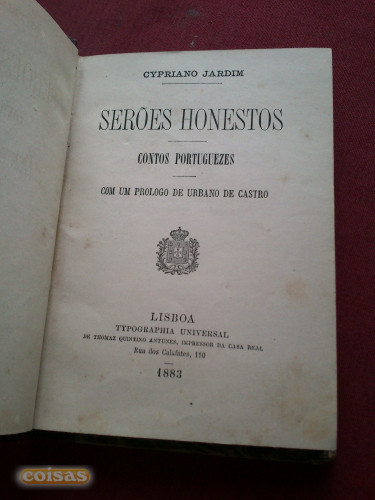 CYPRIANO JARDIM
SERÕES HONESTOS
CONTOS PORTUGUEZES
COM UM PROLOGO DE URBANO DE CASTRO
LISBOA
TYPOGRAPHIA UNIVERSAL
DE THOMAZ QUINTINO ANTUNES, IMPRESSOR DA CASA REAL
Rua dos Calafates, 110
1883
coisas